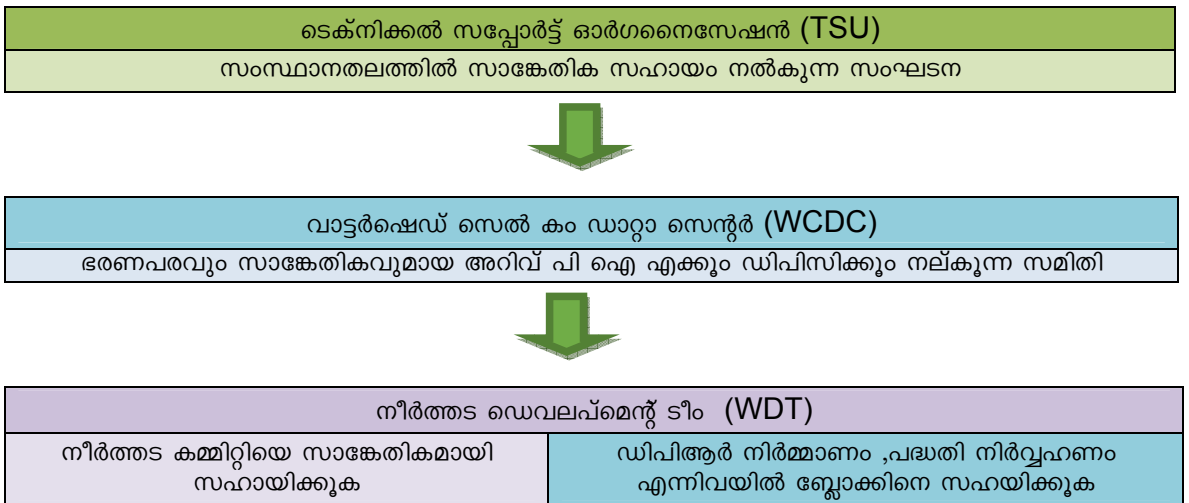 ടെക്നിക്കൽ സപ്പോർട്ട് ഓർഗനൈസേഷൻ (TSU)
സംസ്ഥാനതലത്തിൽ സാങ്കേതിക സഹായം നൽകുന്ന സംഘടന
വാട്ടർഷെഡ് സെൽ കം ഡാറ്റാ സെന്റർ (WCDC)
ഭരണപരവും സാങ്കേതികവുമായ അറിവ് പി ഐ എക്കൂം ഡിപിസിക്കൂം നല്കൂന്ന സമിതി
നീർത്തട ഡെവലപ്മെന്റ് ടീം (WDT)
നീർത്തട കമ്മിറ്റിയെ സാങ്കേതികമായി
സഹായിക്കൂക
ഡിപിആർ നിർമ്മാണം ,പദ്ധതി നിർവ്വഹണം
എന്നിവയിൽ ബ്ലോക്കിനെ സഹയിക്കൂക